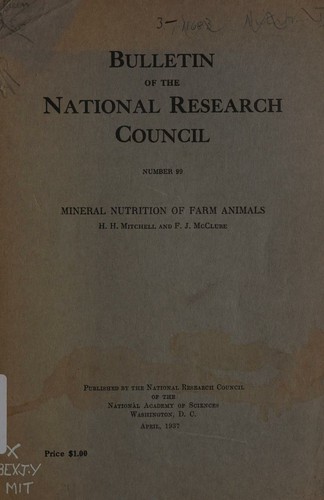 BULLETIN
OF THE
NATIONAL RESEARCH
COUNCIL
NUMBER 99
MINERAL NUTRITION OF FARM ANIMALS
H. H. MITCHELL AND F. J. MCCLURE
PUBLISHED BY THE NATIONAL RESEARCH COUNCIL
OF THE
NATIONAL ACADEMY OF SCIENCES
WASHINGTON, D. C.
APRIL, 1937
Price $1.00
MIT